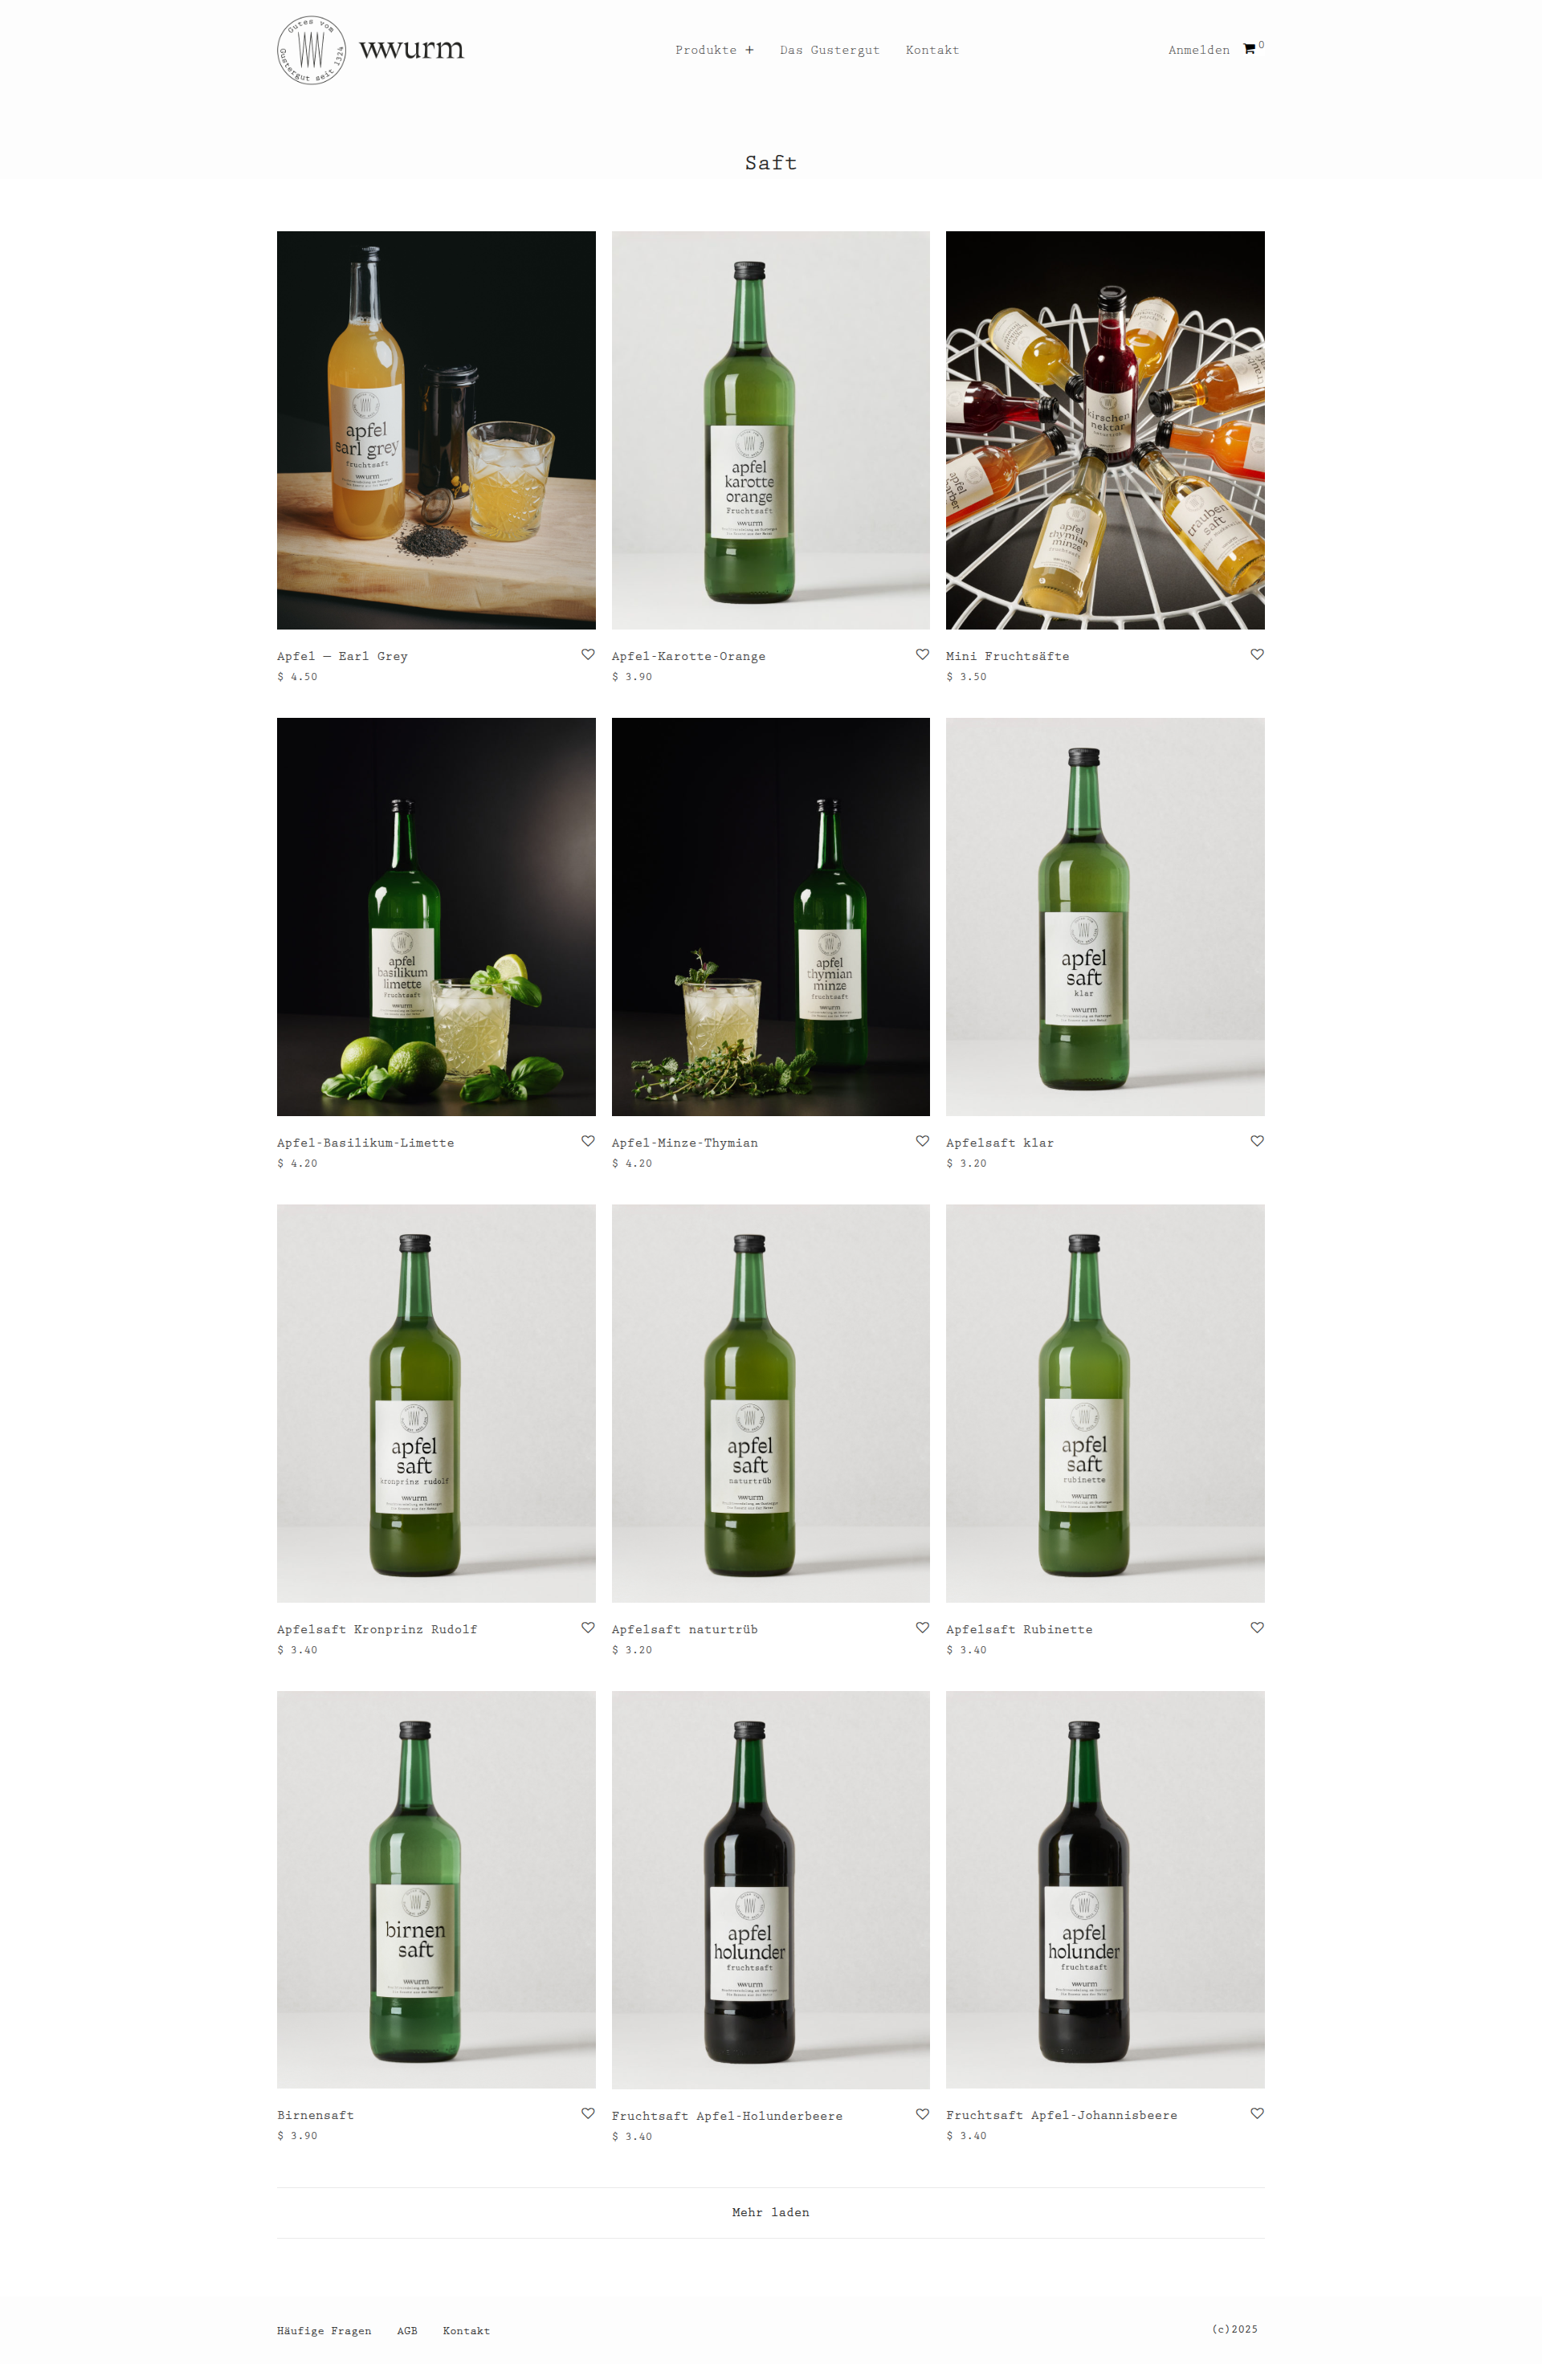 Gutes vom
Gustergut seit 1324
wwurm
Produkte +
Das Gustergut
Kontakt
Anmelden
0
Saft
apfel
earl grey
fruchtsaft
wwurm
apfel
karotte
orange
Fruchtsaft
wwurm
kirschen
nektar
apfel
thymian
minze
fruchtsaft
trauben
saft
apfel
Apfel – Earl Grey
$ 4.50
Apfel-Karotte-Orange
$ 3.90
Mini Fruchtsäfte
$ 3.50
apfel
basilikum
limette
Fruchtsaft
wwurm
apfel
thymian
minze
fruchtsaft
wwurm
apfel
saft
klar
wwurm
Apfel-Basilikum-Limette
$ 4.20
Apfel-Minze-Thymian
$ 4.20
Apfelsaft klar
$ 3.20
apfel
saft
kronprinz rudolf
wwurm
apfel
saft
naturtrüb
wwurm
apfel
saft
rubinette
wwurm
Apfelsaft Kronprinz Rudolf
$ 3.40
Apfelsaft naturtrüb
$ 3.20
Apfelsaft Rubinette
$ 3.40
birnen
saft
wwurm
apfel
holunder
fruchtsaft
wwurm
apfel
holunder
fruchtsaft
wwurm
Birnensaft
$ 3.90
Fruchtsaft Apfel-Holunderbeere
$ 3.40
Fruchtsaft Apfel-Johannisbeere
$ 3.40
Mehr laden
Häufige Fragen
AGB
Kontakt
(c)2025